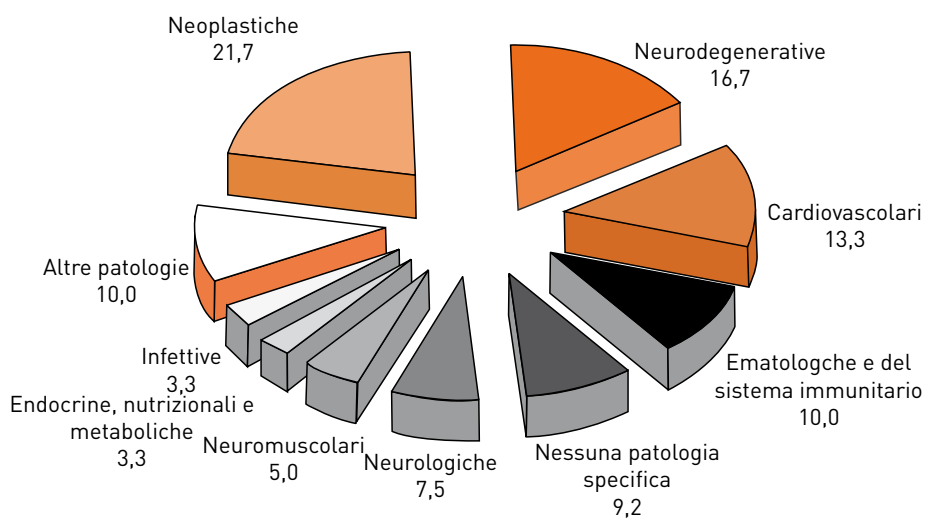 Neoplastiche
21,7
Neurodegenerative
16,7
Cardiovascolari
13,3
Ematologche e del
sistema immunitario
10,0
Nessuna patologia
specifica
9,2
Neurologiche
7,5
Neuromuscolari
5,0
Endocrine, nutrizionali e
metaboliche
3,3
Infettive
3,3
Altre patologie
10,0